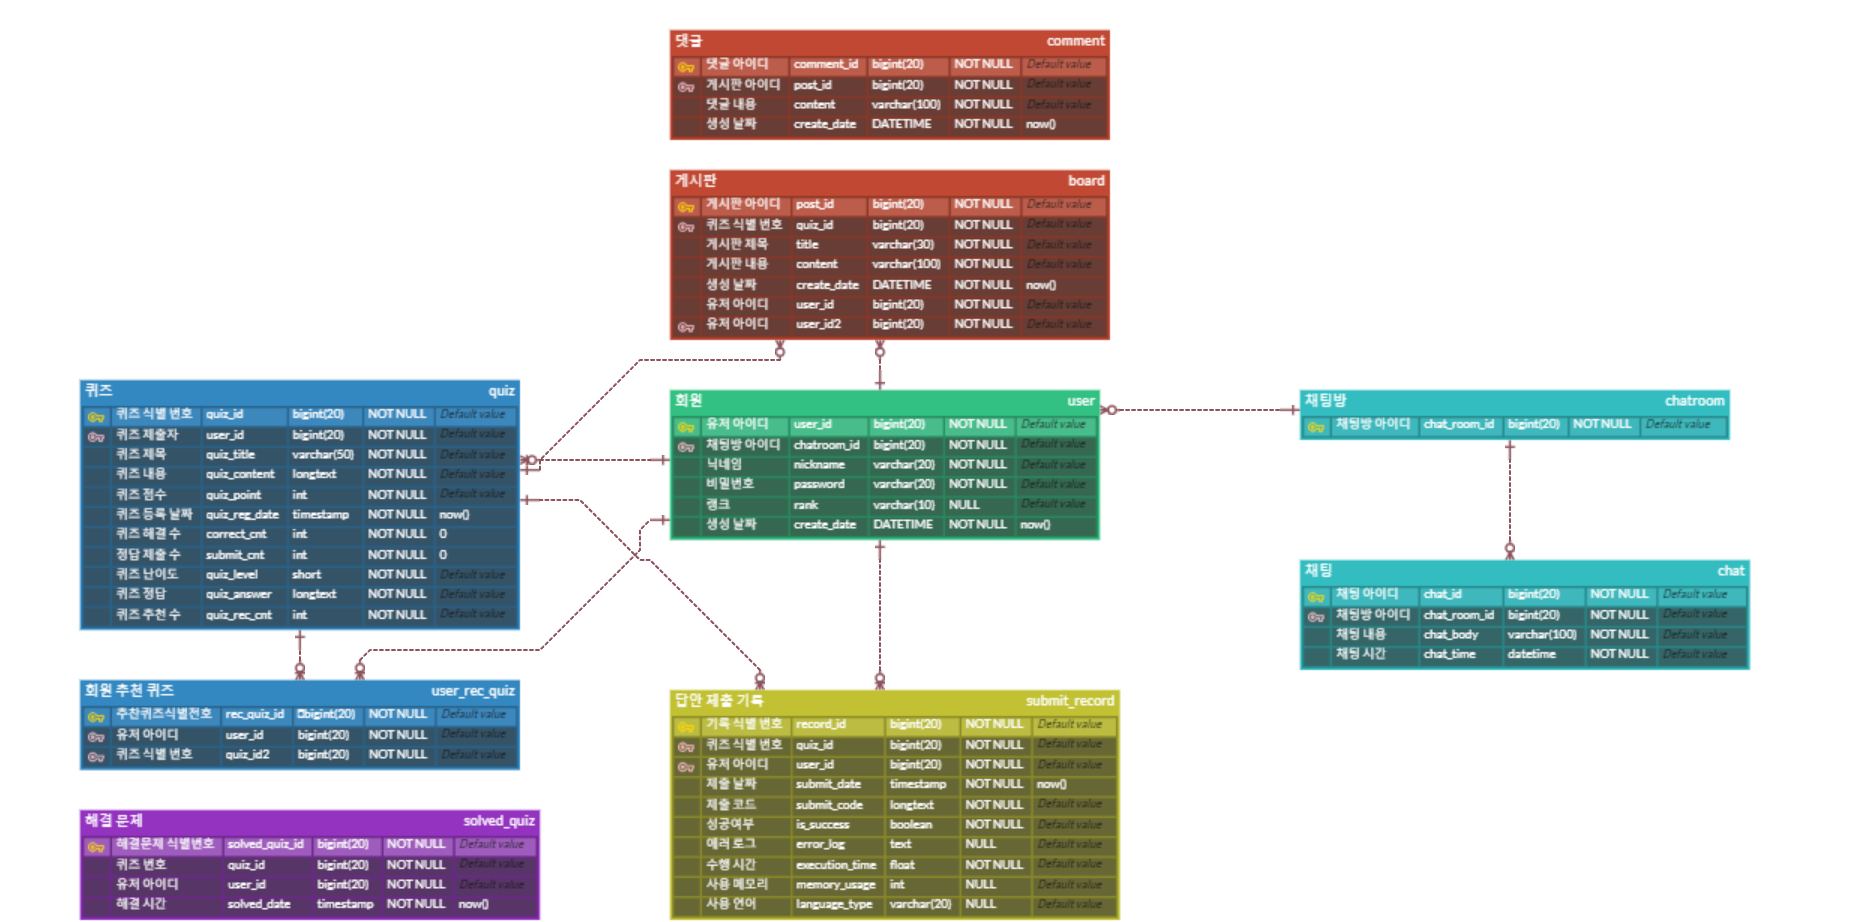 댓글 comment
댓글 아이디 comment_id bigint(20) NOT NULL Default value
게시판 아이디 post_id bigint(20) NOT NULL Default value
댓글 내용 content varchar(100) NOT NULL Default value
생성 날짜 create_date DATETIME NOT NULL now()
게시판 board
게시판 아이디 post_id bigint(20) NOT NULL Default value
퀴즈 식별 번호 quiz_id bigint(20) NOT NULL Default value
게시판 제목 title varchar(30) NOT NULL Default value
게시판 내용 content varchar(100) NOT NULL Default value
생성 날짜 create_date DATETIME NOT NULL now()
유저 아이디 user_id bigint(20) NOT NULL Default value
유저 아이디 user_id2 bigint(20) NOT NULL Default value
퀴즈 quiz
퀴즈 식별 번호 quiz_id bigint(20) NOT NULL Default value
퀴즈 제출자 user_id bigint(20) NOT NULL Default value
퀴즈 제목 quiz_title varchar(50) NOT NULL Default value
퀴즈 내용 quiz_content longtext NOT NULL Default value
퀴즈 점수 quiz_point int NOT NULL Default value
퀴즈 등록 날짜 quiz_reg_date timestamp NOT NULL now()
퀴즈 해결 수 correct_cnt int NOT NULL 0
정답 제출 수 submit_cnt int NOT NULL 0
퀴즈 난이도 quiz_level short NOT NULL Default value
퀴즈 정답 quiz_answer longtext NOT NULL Default value
퀴즈 추천 수 quiz_rec_cnt int NOT NULL Default value
회원 user
유저 아이디 user_id bigint(20) NOT NULL Default value
채팅방 아이디 chatroom_id bigint(20) NOT NULL Default value
닉네임 nickname varchar(20) NOT NULL Default value
비밀번호 password varchar(20) NOT NULL Default value
랭크 rank varchar(10) NULL Default value
생성 날짜 create_date DATETIME NOT NULL now()
채팅방 chatroom
채팅방 아이디 chat_room_id bigint(20) NOT NULL Default value
채팅 chat
채팅 아이디 chat_id bigint(20) NOT NULL Default value
채팅방 아이디 chat_room_id bigint(20) NOT NULL Default value
채팅 내용 chat_body varchar(100) NOT NULL Default value
채팅 시간 chat_time datetime NOT NULL Default value
회원 추천 퀴즈 user_rec_quiz
추찬퀴즈식별전호 rec_quiz_id bigint(20) NOT NULL Default value
유저 아이디 user_id bigint(20) NOT NULL Default value
퀴즈 식별 번호 quiz_id2 bigint(20) NOT NULL Default value
답안 제출 기록 submit_record
기록 식별 번호 record_id bigint(20) NOT NULL Default value
퀴즈 식별 번호 quiz_id bigint(20) NOT NULL Default value
유저 아이디 user_id bigint(20) NOT NULL Default value
제출 날짜 submit_date timestamp NOT NULL now()
제출 코드 submit_code longtext NOT NULL Default value
성공여부 is_success boolean NOT NULL Default value
에러 로그 error_log text NULL Default value
수행 시간 execution_time float NOT NULL Default value
사용 메모리 memory_usage int NULL Default value
사용 언어 language_type varchar(20) NULL Default value
해결 문제 solved_quiz
해결문제 식별번호 solved_quiz_id bigint(20) NOT NULL Default value
퀴즈 번호 quiz_id bigint(20) NOT NULL Default value
유저 아이디 user_id bigint(20) NOT NULL Default value
해결 시간 solved_date timestamp NOT NULL now()